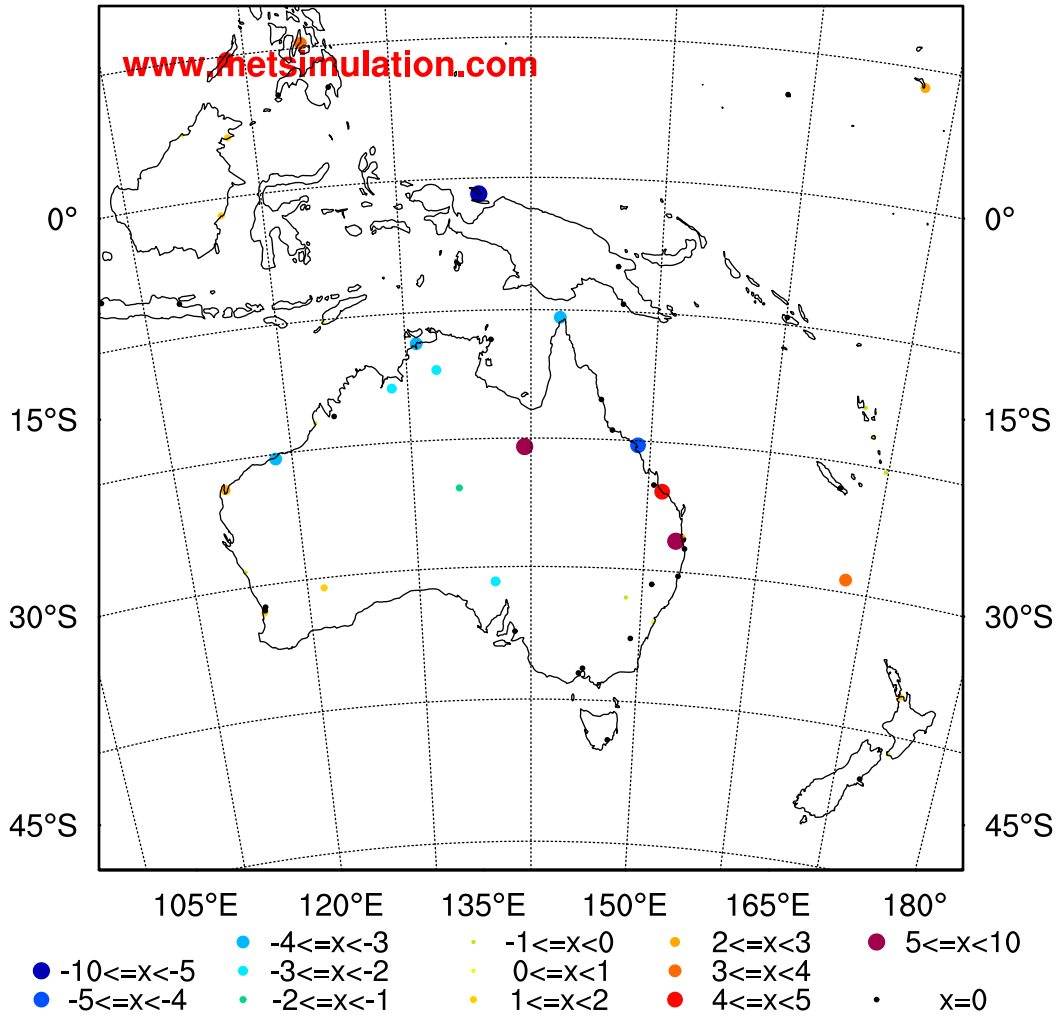 www.metsimulation.com
0° 0°
15°S 15°S
30°S 30°S
45°S 45°S
105°E 120°E 135°E 150°E 165°E 180°
-4<=x<-3 -1<=x<0 2<=x<3 5<=x<10
-10<=x<-5 -3<=x<-2 0<=x<1 3<=x<4
-5<=x<-4 -2<=x<-1 1<=x<2 4<=x<5 x=0